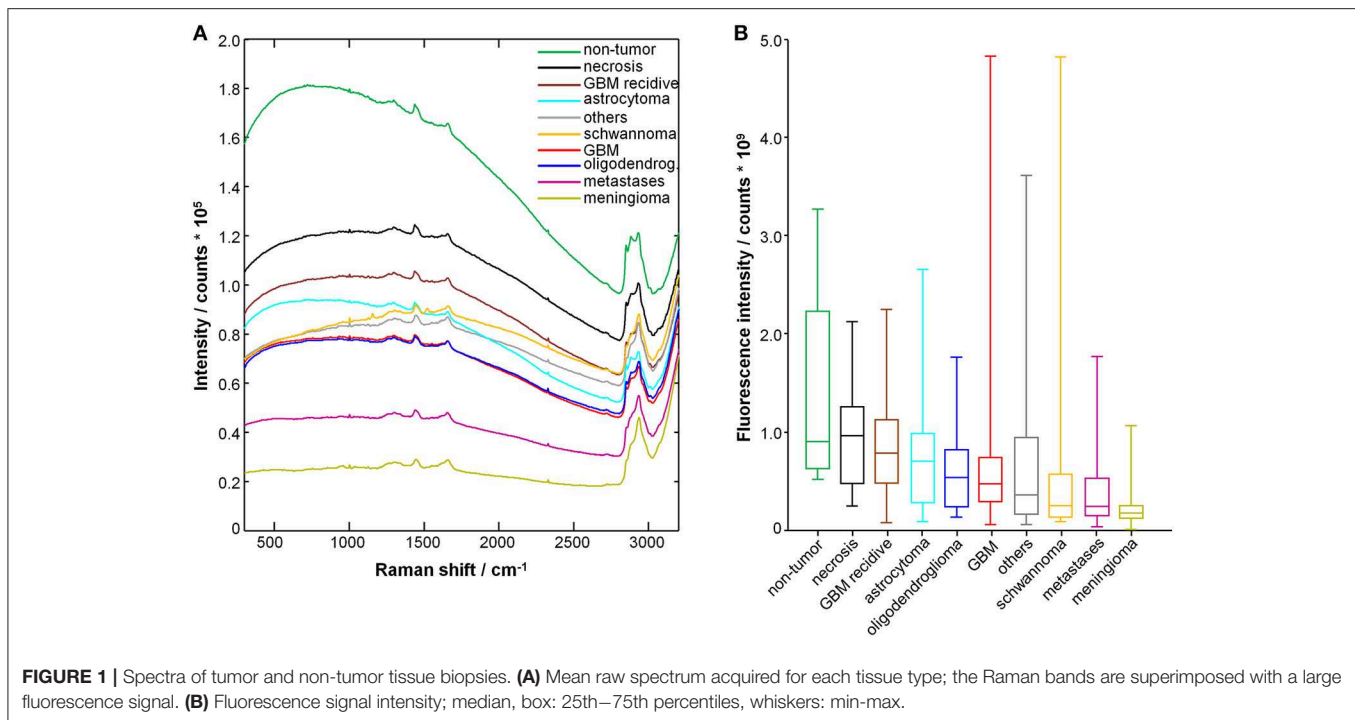 A
2.0
1.8
1.6
1.4
1.2
1.0
0.8
0.6
0.4
0.2
0
Intensity / counts * 10⁵
non-tumor
necrosis
GBM recidive
astrocytoma
others
schwannoma
GBM
oligodendrog.
metastases
meningioma
500 1000 1500 2000 2500 3000
Raman shift / cm⁻¹
B
5.0
4.0
3.0
2.0
1.0
0
Fluorescence intensity / counts * 10⁹
non-tumor
necrosis
GBM recidive
astrocytoma
oligodendroglioma
GBM
others
schwannoma
metastases
meningioma
FIGURE 1 | Spectra of tumor and non-tumor tissue biopsies. (A) Mean raw spectrum acquired for each tissue type; the Raman bands are superimposed with a large
fluorescence signal. (B) Fluorescence signal intensity; median, box: 25th–75th percentiles, whiskers: min-max.